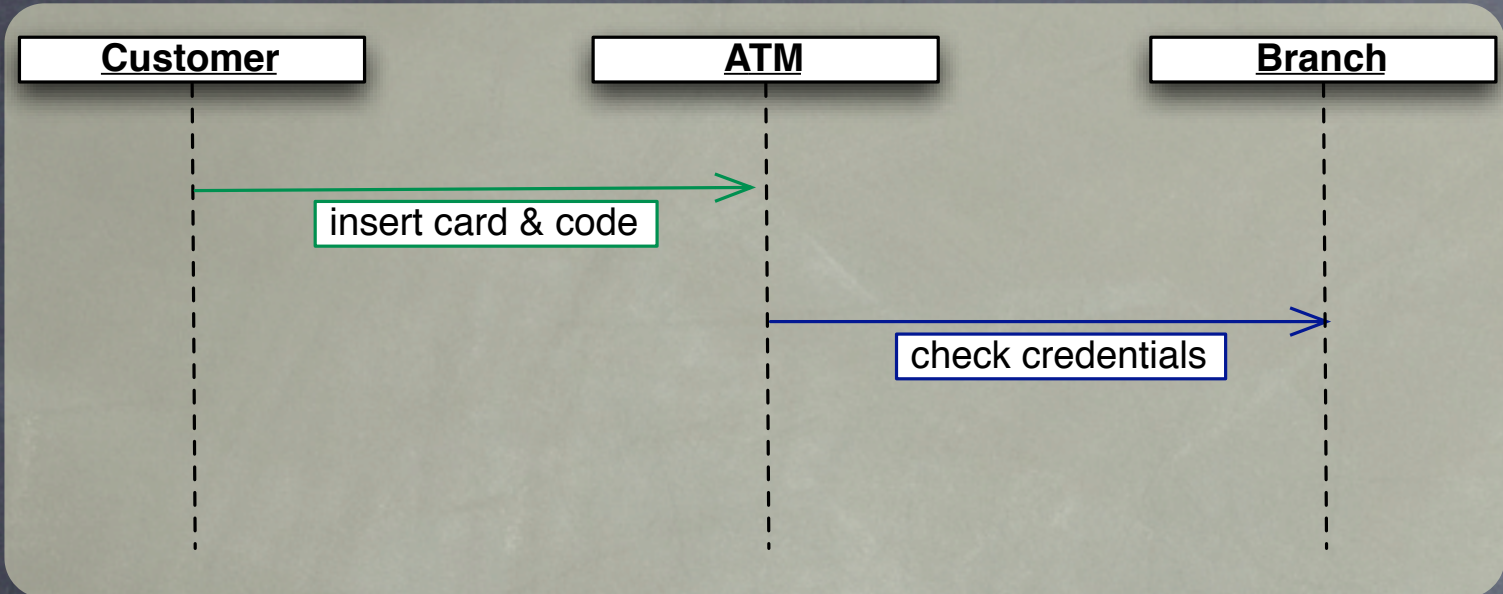 Customer
ATM
Branch
insert card & code
check credentials